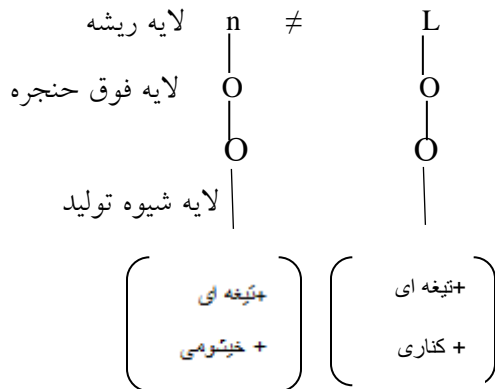 لایه ریشه n ≠ L
لایه فوق حنجره O O
O O
لایه شیوه تولید
+تیغه ای +تیغه ای
+ خیشومی + کناری